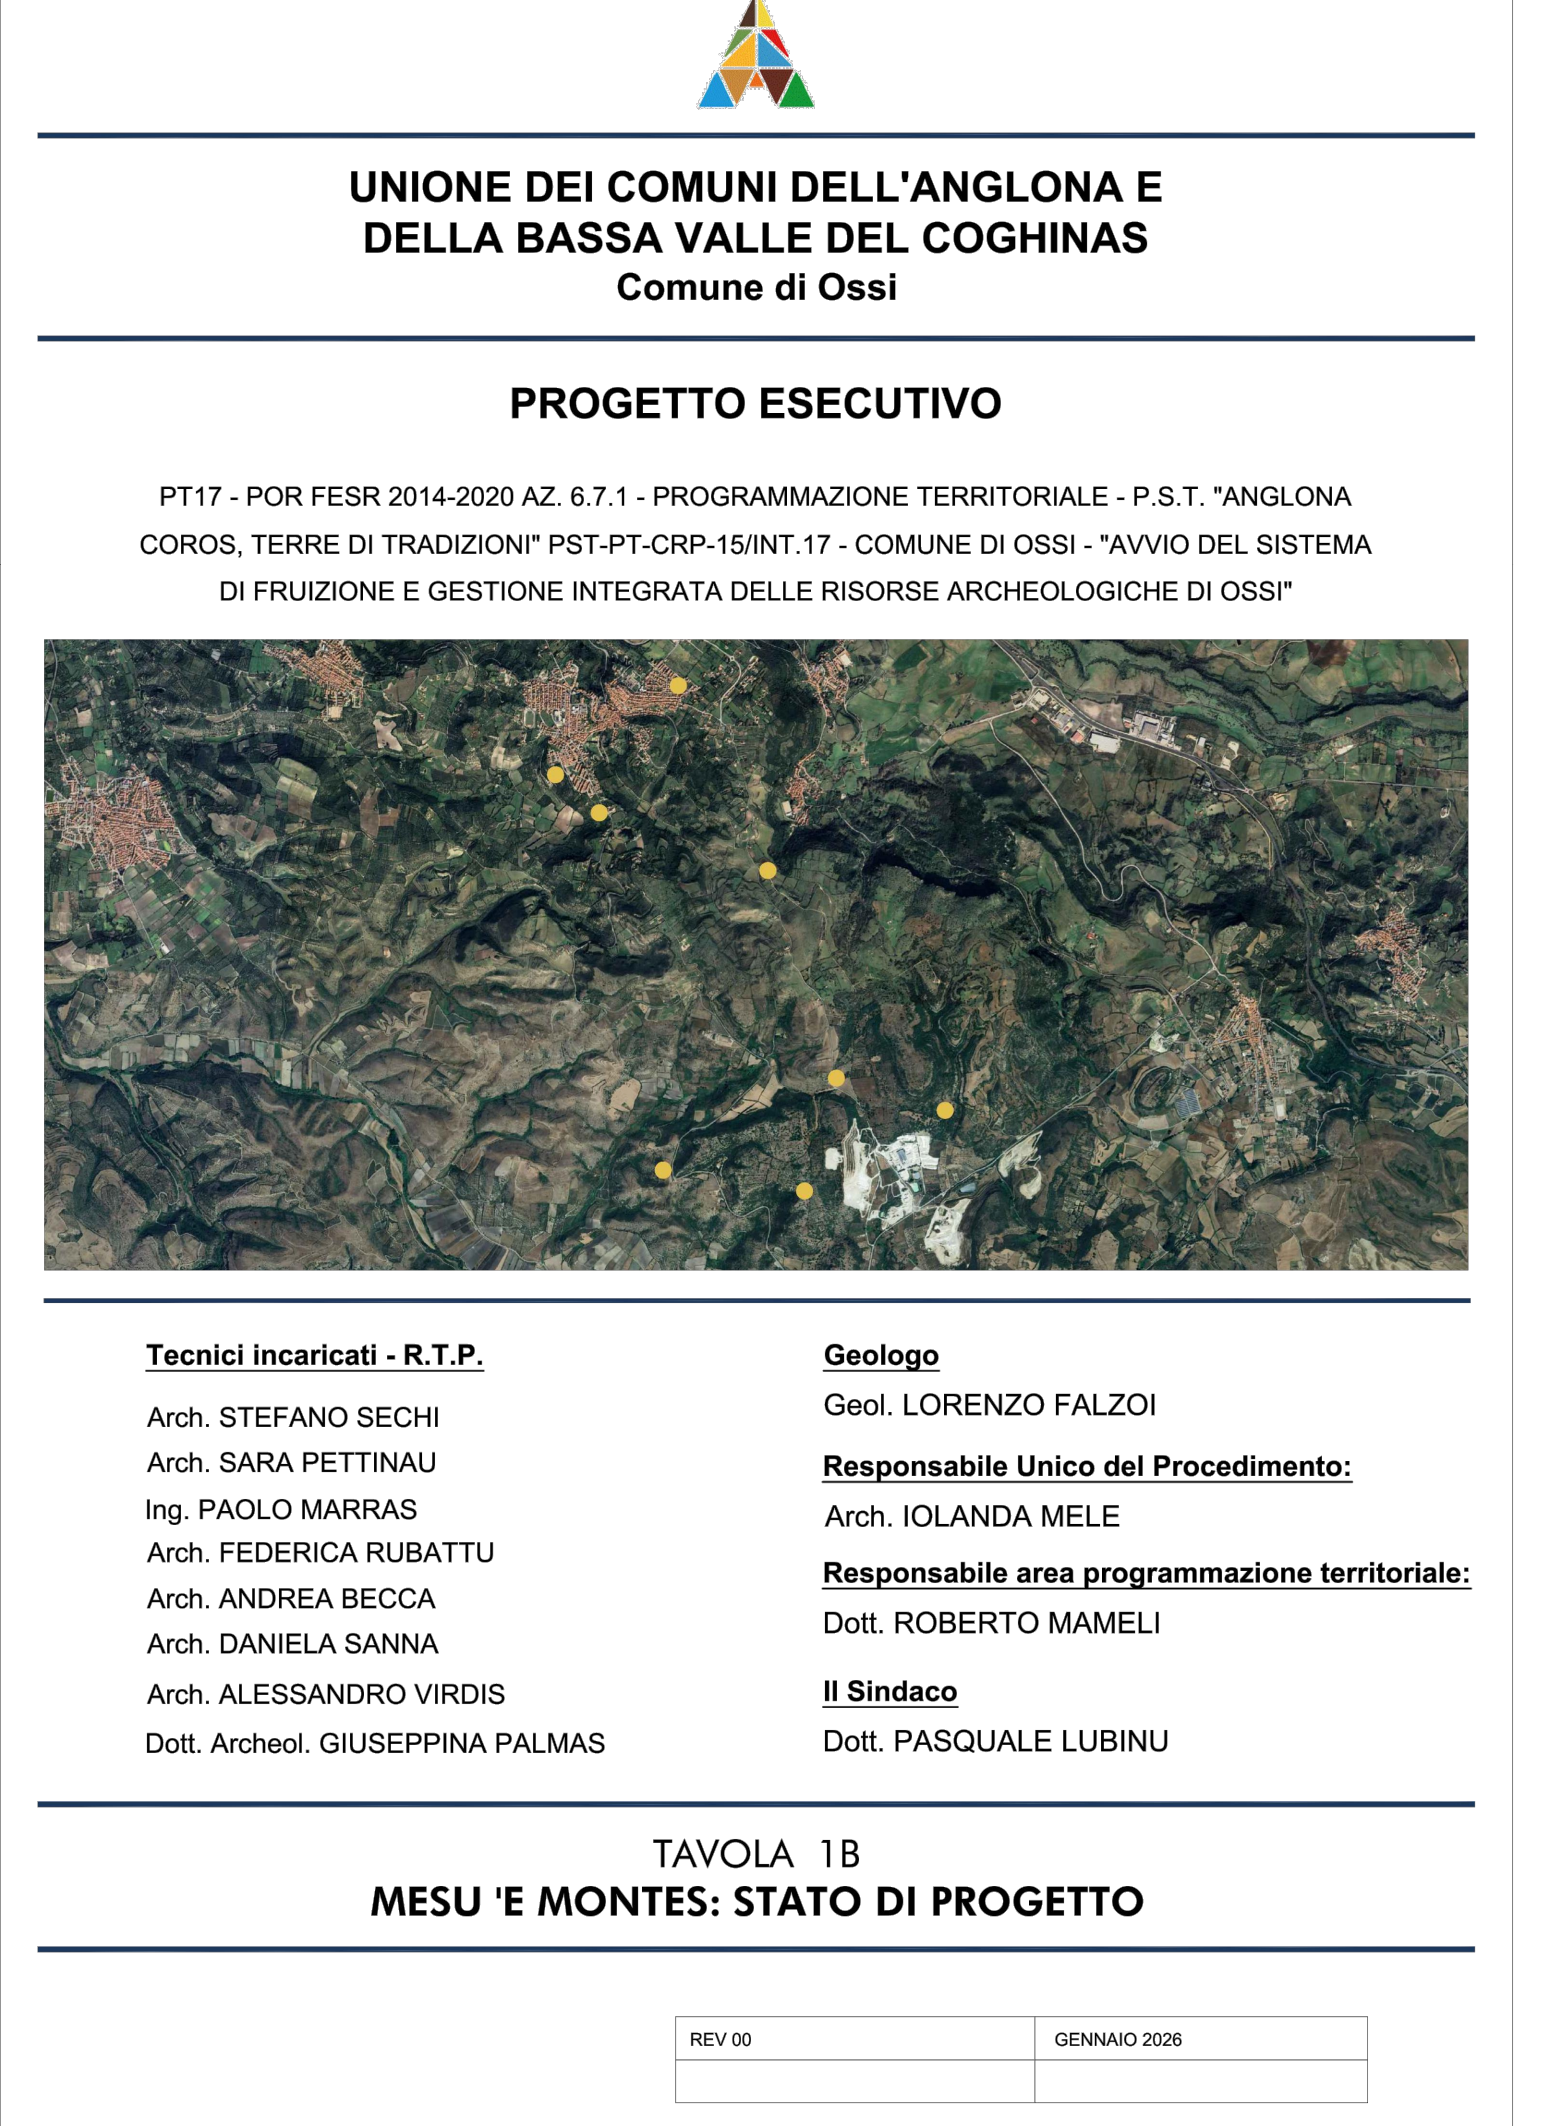 UNIONE DEI COMUNI DELL'ANGLONA E
DELLA BASSA VALLE DEL COGHINAS
Comune di Ossi
PROGETTO ESECUTIVO
PT17 - POR FESR 2014-2020 AZ. 6.7.1 - PROGRAMMAZIONE TERRITORIALE - P.S.T. "ANGLONA
COROS, TERRE DI TRADIZIONI" PST-PT-CRP-15/INT.17 - COMUNE DI OSSI - "AVVIO DEL SISTEMA
DI FRUIZIONE E GESTIONE INTEGRATA DELLE RISORSE ARCHEOLOGICHE DI OSSI"
Tecnici incaricati - R.T.P.
Arch. STEFANO SECHI
Arch. SARA PETTINAU
Ing. PAOLO MARRAS
Arch. FEDERICA RUBATTU
Arch. ANDREA BECCA
Arch. DANIELA SANNA
Arch. ALESSANDRO VIRDIS
Dott. Archeol. GIUSEPPINA PALMAS
Geologo
Geol. LORENZO FALZOI
Responsabile Unico del Procedimento:
Arch. IOLANDA MELE
Responsabile area programmazione territoriale:
Dott. ROBERTO MAMELI
Il Sindaco
Dott. PASQUALE LUBINU
TAVOLA 1B
MESU 'E MONTES: STATO DI PROGETTO
REV 00
GENNAIO 2026